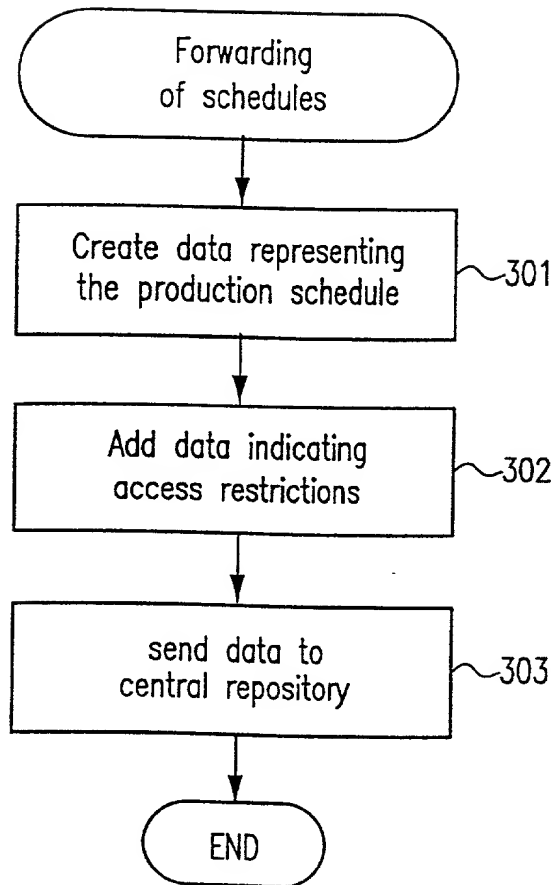 Forwarding
of schedules
Create data representing
the production schedule
301
Add data indicating
access restrictions
302
send data to
central repository
303
END